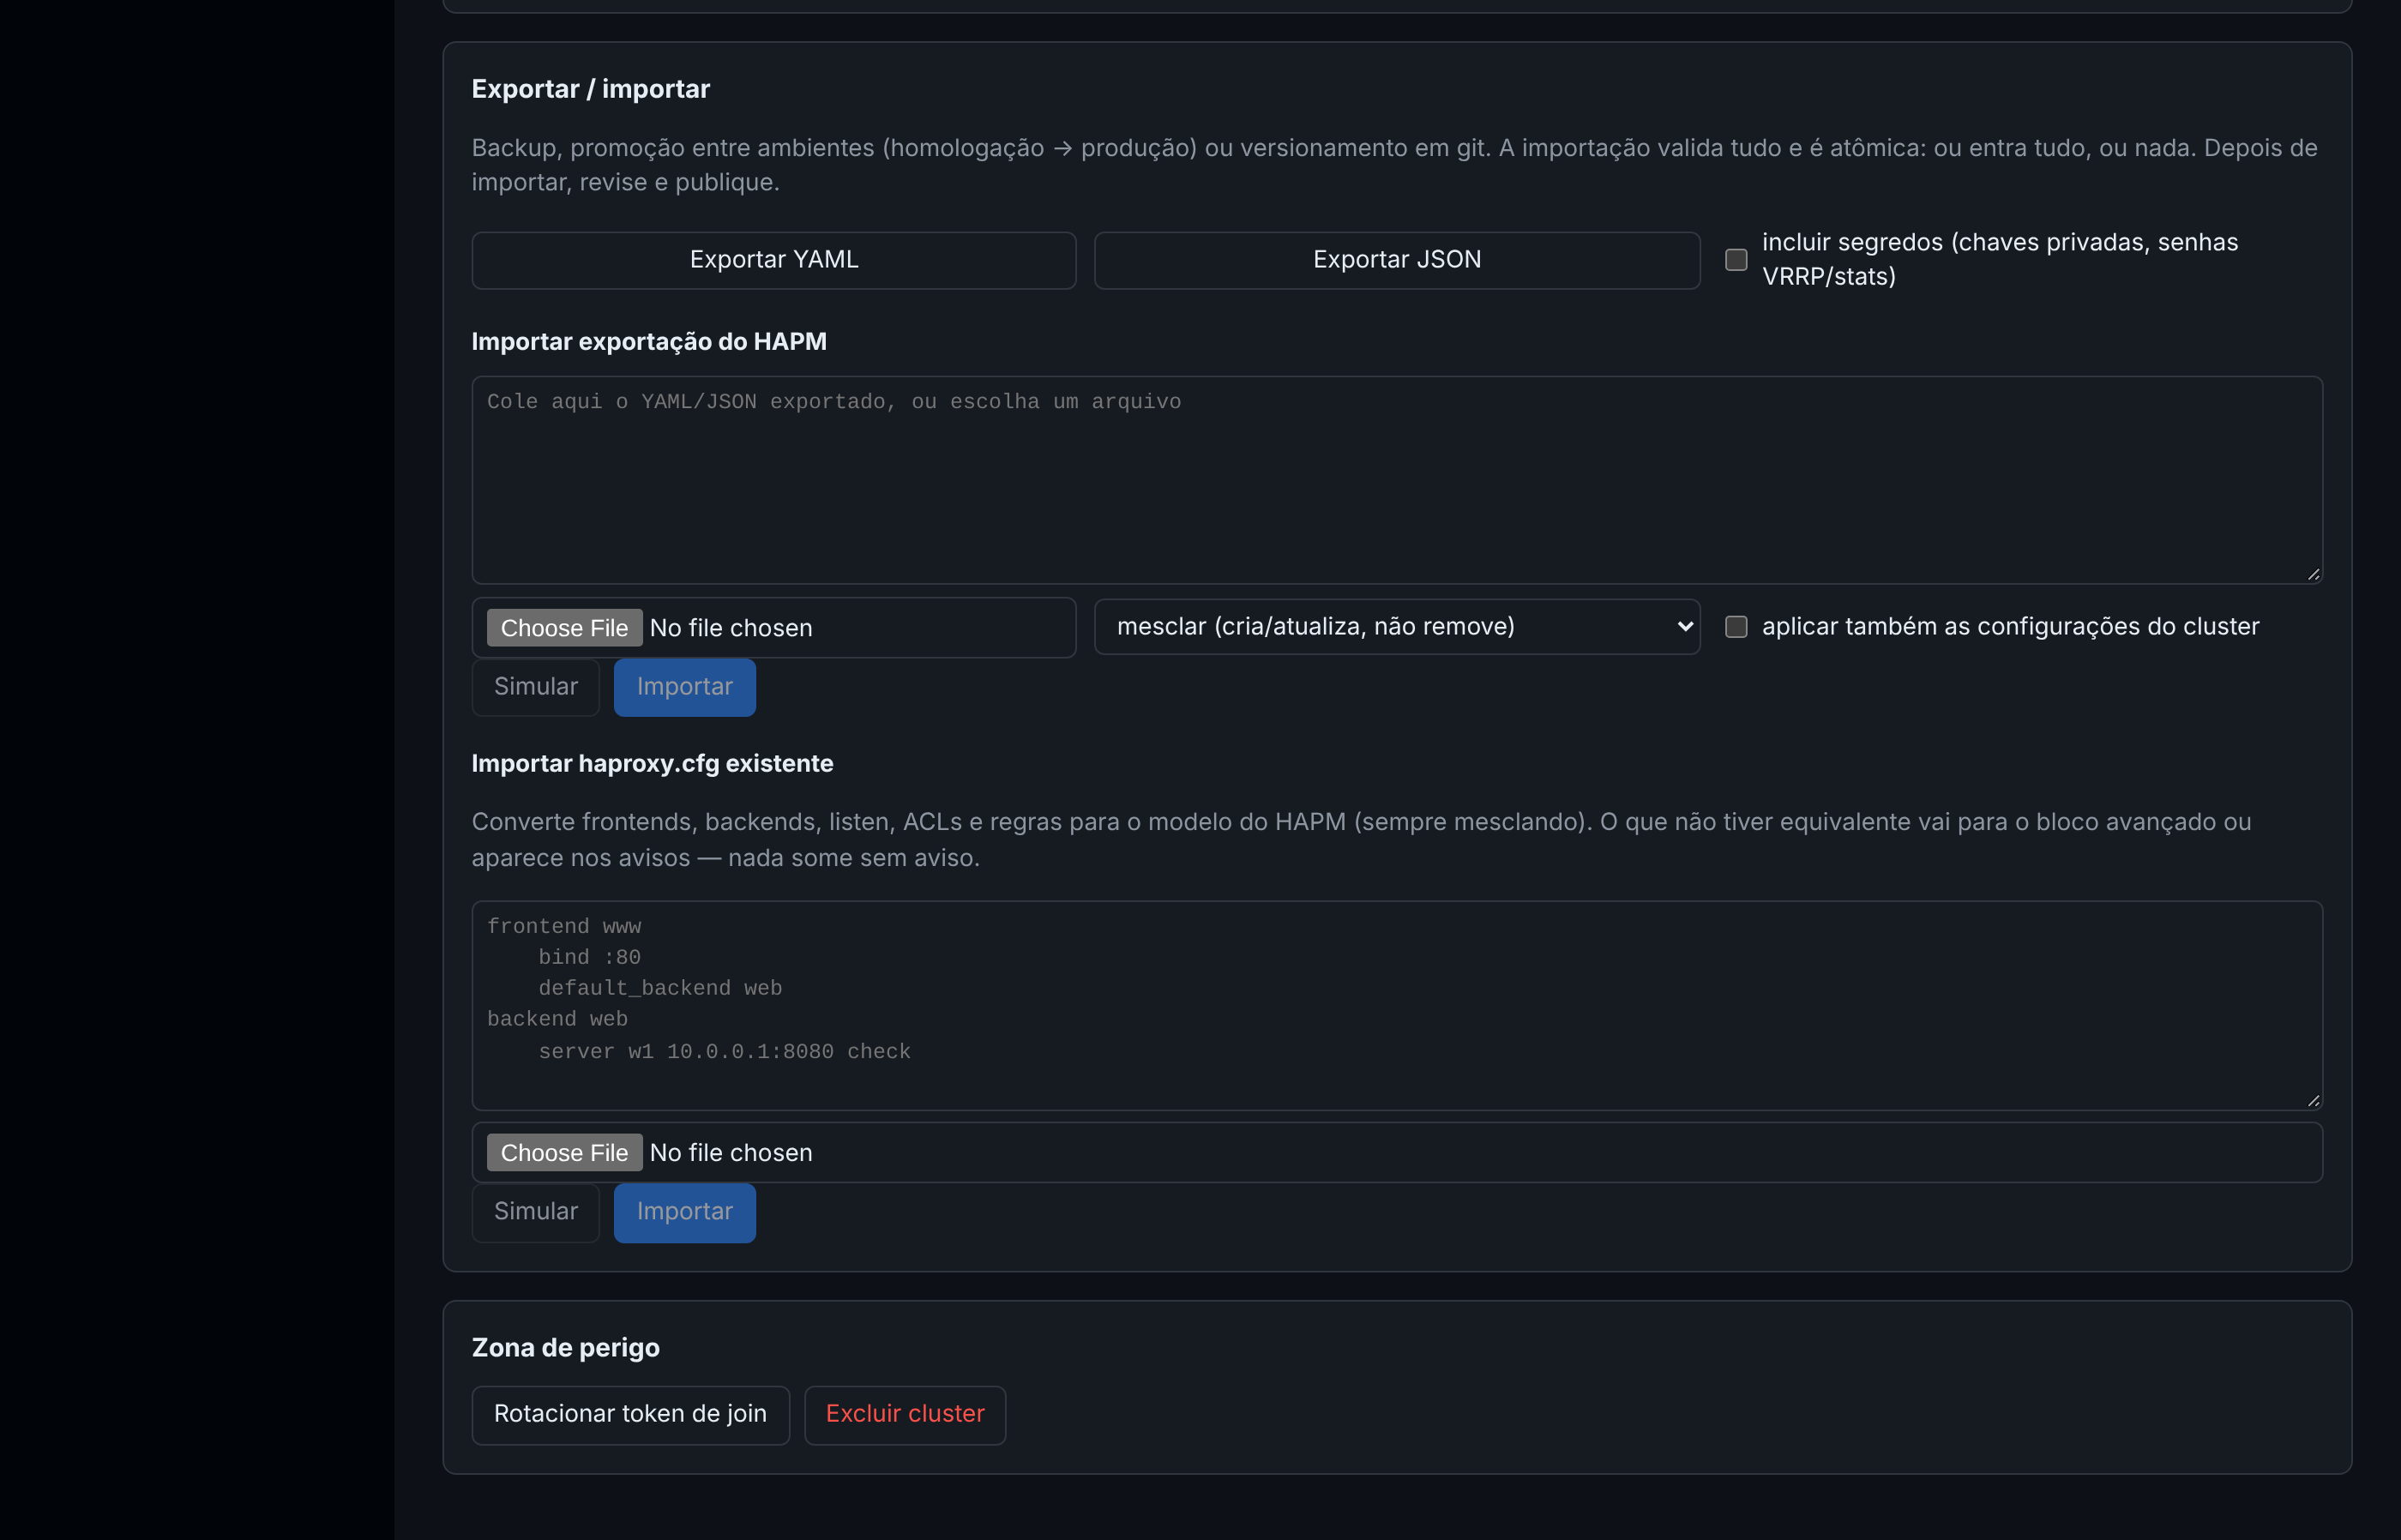 Exportar / importar
Backup, promoção entre ambientes (homologação → produção) ou versionamento em git. A importação valida tudo e é atômica: ou entra tudo, ou nada. Depois de
importar, revise e publique.
Exportar YAML
Exportar JSON
incluir segredos (chaves privadas, senhas
VRRP/stats)
Importar exportação do HAPM
Cole aqui o YAML/JSON exportado, ou escolha um arquivo
Choose File No file chosen
mesclar (cria/atualiza, não remove)
aplicar também as configurações do cluster
Simular
Importar
Importar haproxy.cfg existente
Converte frontends, backends, listen, ACLs e regras para o modelo do HAPM (sempre mesclando). O que não tiver equivalente vai para o bloco avançado ou
aparece nos avisos — nada some sem aviso.
frontend www
    bind :80
    default_backend web
backend web
    server w1 10.0.0.1:8080 check
Choose File No file chosen
Simular
Importar
Zona de perigo
Rotacionar token de join
Excluir cluster